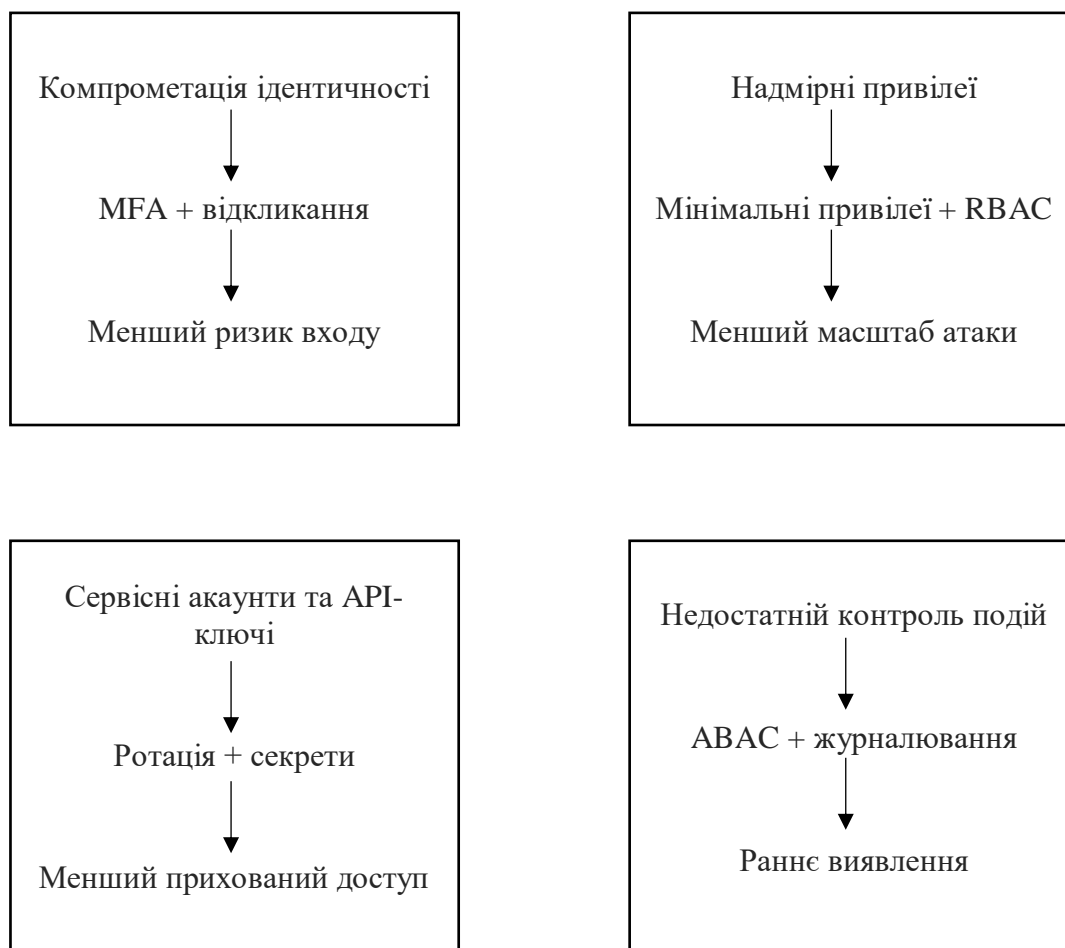 Компрометація ідентичності
MFA + відкликання
Менший ризик входу
Надмірні привілеї
Мінімальні привілеї + RBAC
Менший масштаб атаки
Сервісні акаунти та API-
ключі
Ротація + секрети
Менший прихований доступ
Недостатній контроль подій
ABAC + журналювання
Раннє виявлення